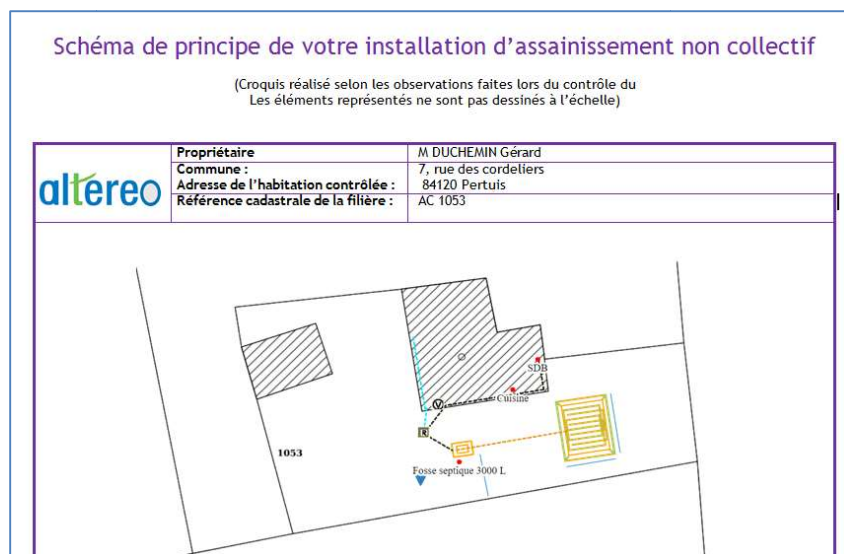 Schéma de principe de votre installation d'assainissement non collectif
(Croquis réalisé selon les observations faites lors du contrôle du
Les éléments représentés ne sont pas dessinés à l'échelle)
altereo
Propriétaire M DUCHEMIN Gérard
Commune : 7, rue des cordeliers
Adresse de l'habitation contrôlée : 84120 Pertuis
Référence cadastrale de la filière : AC 1053
SDB
Cuisine
V
R
1053
Fosse septique 3000 L